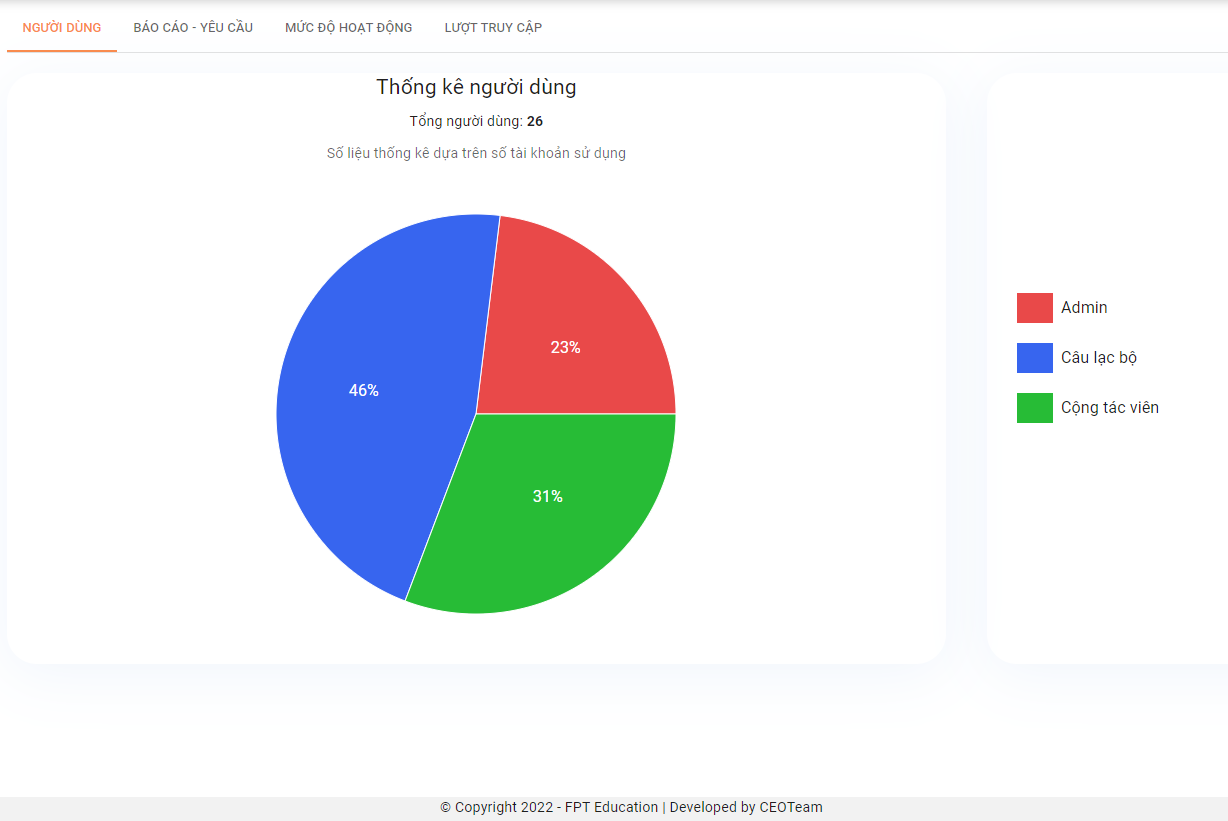 NGƯỜI DÙNG BÁO CÁO - YÊU CẦU MỨC ĐỘ HOẠT ĐỘNG LƯỢT TRUY CẬP
Thống kê người dùng
Tổng người dùng: 26
Số liệu thống kê dựa trên số tài khoản sử dụng
23%
46%
31%
Admin
Câu lạc bộ
Cộng tác viên
© Copyright 2022 - FPT Education | Developed by CEOTeam